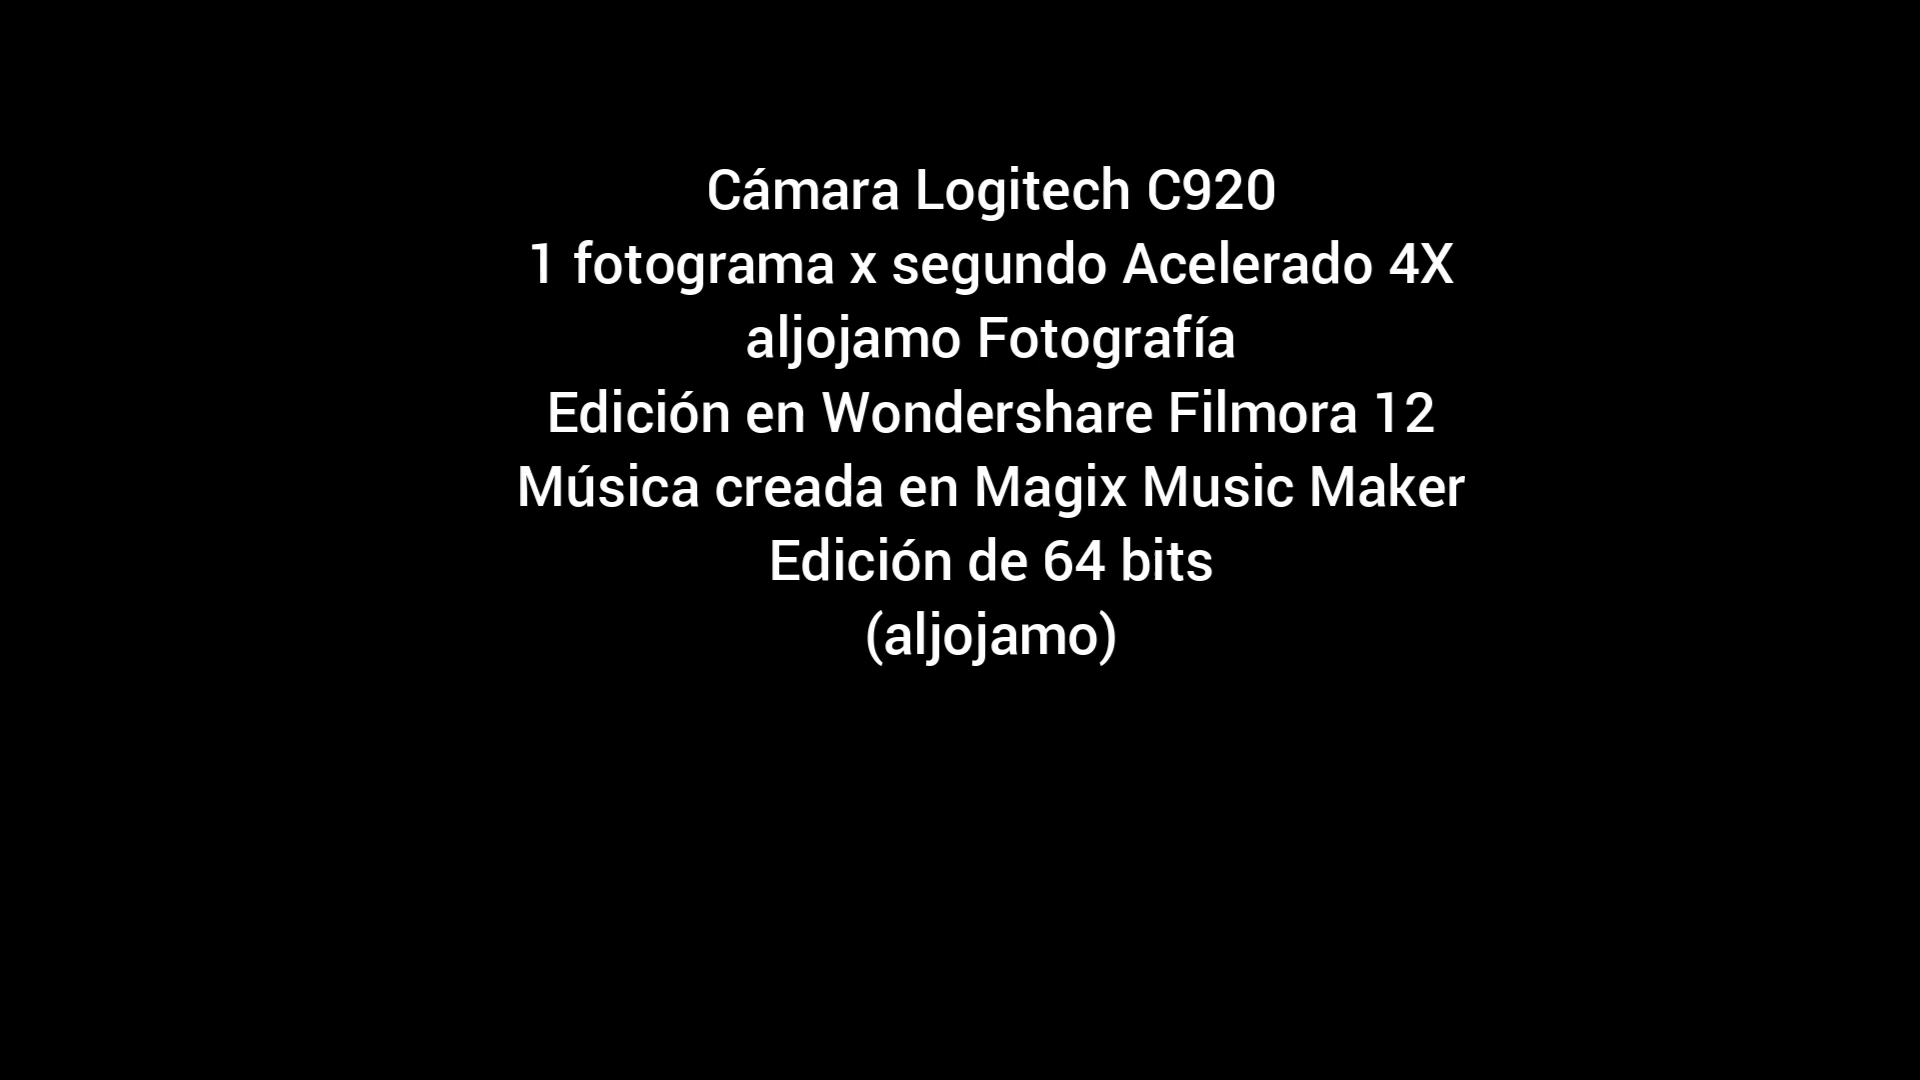 Cámara Logitech C920
1 fotograma x segundo Acelerado 4X
aljojamo Fotografía
Edición en Wondershare Filmora 12
Música creada en Magix Music Maker
Edición de 64 bits
(aljojamo)